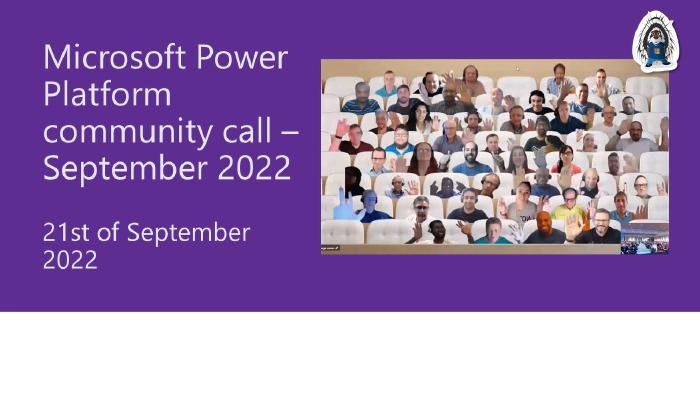 Microsoft Power
Platform
community call –
September 2022
21st of September
2022